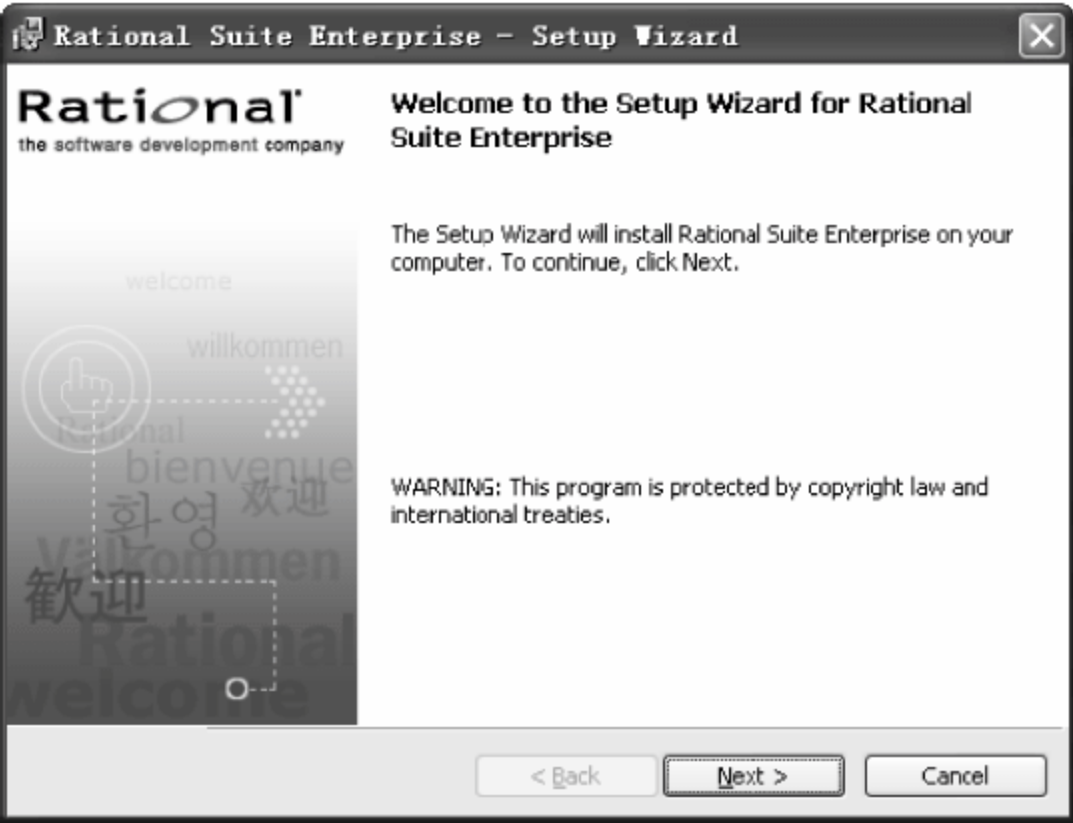 Rational Suite Enterprise - Setup Wizard
Rational
the software development company
Welcome to the Setup Wizard for Rational
Suite Enterprise
The Setup Wizard will install Rational Suite Enterprise on your
computer. To continue, click Next.
welcome
willkommen
Rational
bienvenue
환영 欢迎
Välkommen
歓迎
Rational
welcome
WARNING: This program is protected by copyright law and
international treaties.
< Back
Next >
Cancel